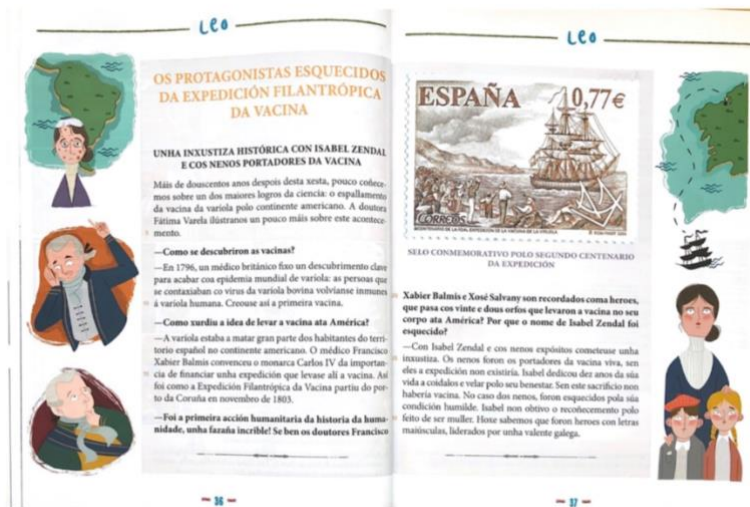 Leo
OS PROTAGONISTAS ESQUECIDOS
DA EXPEDICIÓN FILANTRÓPICA
DA VACINA
UNHA INXUSTIZA HISTÓRICA CON ISABEL ZENDAL
E COS NENOS PORTADORES DA VACINA
Máis de douscentos anos despois desta xesta, pouco coñece-
mos sobre un dos maiores logros da ciencia: o espallamento
da vacina da varíola polo continente americano. A doutora
Fátima Varela ilústranos un pouco máis sobre este acontece-
mento.
—Como se descubriron as vacinas?
—En 1796, un médico británico fixo un descubrimento clave
para acabar coa epidemia mundial de varíola: as persoas que
se contaxiaban co virus da varíola bovina volvíanse inmunes
á varíola humana. Creouse así a primeira vacina.
—Como xurdiu a idea de levar a vacina ata América?
—A varíola estaba a matar gran parte dos habitantes do terri-
torio español no continente americano. O médico Francisco
Xabier Balmis convenceu o monarca Carlos IV da importan-
cia de financiar unha expedición que levase alí a vacina. Así
foi como a Expedición Filantrópica da Vacina partiu do por-
to da Coruña en novembro de 1803.
—Foi a primeira acción humanitaria da historia da huma-
nidade, unha fazaña incrible! Se ben os doutores Francisco
36
Leo
ESPAÑA 0,77€
CORREOS
BICENTENARIO DE LA REAL EXPEDICIÓN DE LA VACUNA DE LA VIRUELA
SELO CONMEMORATIVO POLO SEGUNDO CENTENARIO
DA EXPEDICIÓN
Xabier Balmis e Xosé Salvany son recordados coma heroes,
que pasa cos vinte e dous orfos que levaron a vacina no seu
corpo ata América? Por que o nome de Isabel Zendal foi
esquecido?
—Con Isabel Zendal e cos nenos expósitos cometeuse unha
inxustiza. Os nenos foron os portadores da vacina viva, sen
eles a expedición non existiría. Isabel dedicou dez anos da súa
vida a coidalos e velar polo seu benestar. Sen este sacrificio non
habería vacina. No caso dos nenos, foron esquecidos pola súa
condición humilde. Isabel non obtivo o recoñecemento polo
feito de ser muller. Hoxe sabemos que foron heroes con letras
maiúsculas, liderados por unha valente galega.
37